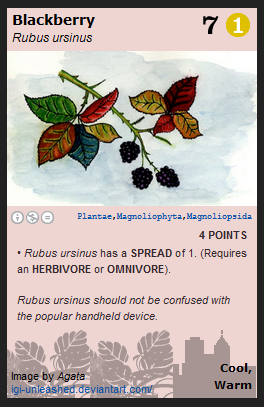 Blackberry
Rubus ursinus
7 1
Plantae,Magnoliophyta,Magnoliopsida
4 POINTS
• Rubus ursinus has a SPREAD of 1. (Requires
an HERBIVORE or OMNIVORE).
Rubus ursinus should not be confused with
the popular handheld device.
Image by Agata
igi-unleashed.deviantart.com/
Cool,
Warm